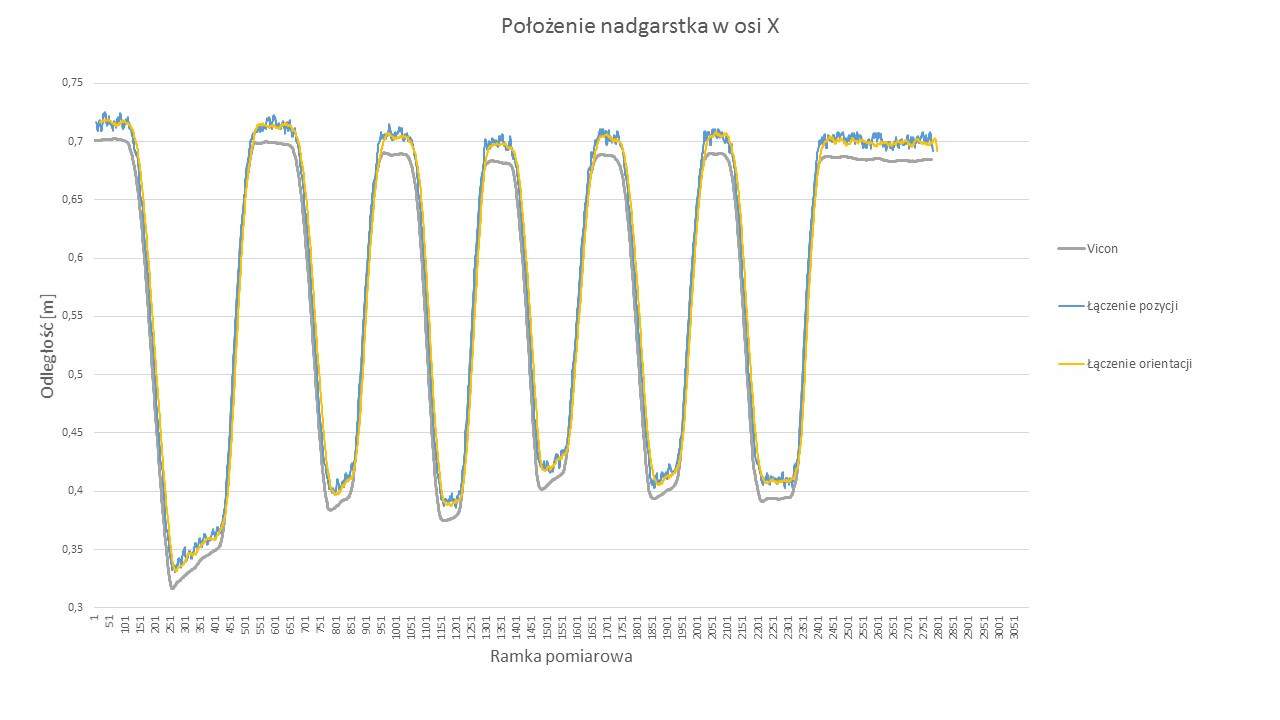 Położenie nadgarstka w osi X
0,75
0,7
0,65
0,6
0,55
0,5
0,45
0,4
0,35
0,3
Odległość [m]
1 51 101 151 201 251 301 351 401 451 501 551 601 651 701 751 801 851 901 951 1001 1051 1101 1151 1201 1251 1301 1351 1401 1451 1501 1551 1601 1651 1701 1751 1801 1851 1901 1951 2001 2051 2101 2151 2201 2251 2301 2351 2401 2451 2501 2551 2601 2651 2701 2751 2801 2851 2901 2951 3001 3051
Ramka pomiarowa
Vicon
Łączenie pozycji
Łączenie orientacji